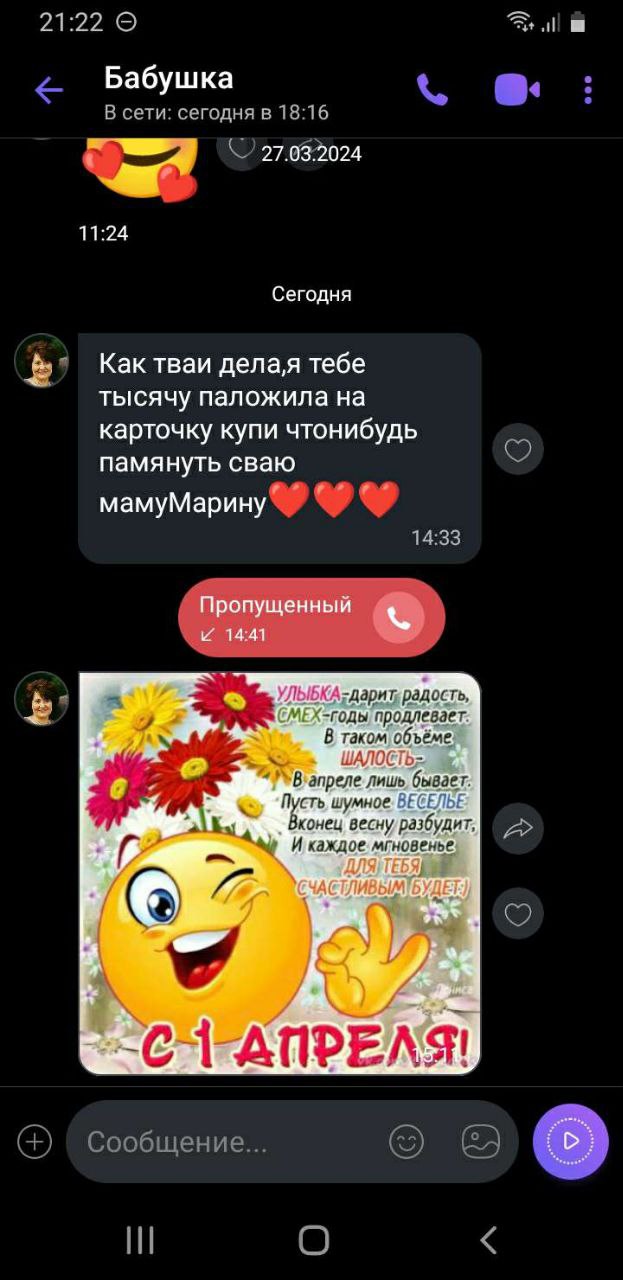 21:22
Бабушка
В сети: сегодня в 18:16
27.03.2024
11:24
Сегодня
Как тваи дела,я тебе
тысячу паложила на
карточку купи чтонибудь
памянуть сваю
мамуМарину❤️❤️❤️
14:33
Пропущенный
14:41
УЛЫБКА-дарит радость,
СМЕХ-годы продлевает.
В таком объёме
ШАЛОСТЬ-
В апреле лишь бывает.
Пусть шумное ВЕСЕЛЬЕ
Вконец весну разбудит,
И каждое мгновенье
ДЛЯ ТЕБЯ
СЧАСТЛИВЫМ БУДЕТ:)
С 1 АПРЕЛЯ!
15:11
Сообщение...